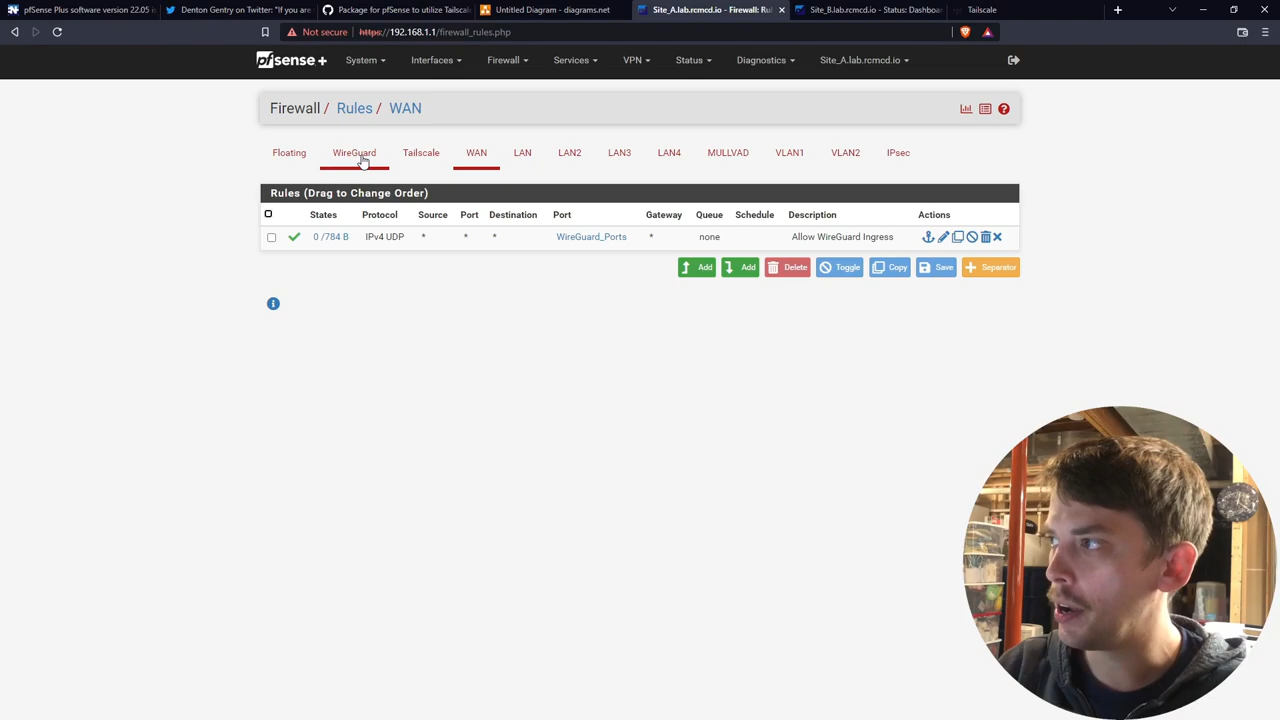 pfSense Plus software version 22.05 i
Denton Gentry on Twitter: "If you are
Package for pfSense to utilize Tailscal
Untitled Diagram - diagrams.net
Site_A.lab.rcmcd.io - Firewall: Rul
Site_B.lab.rcmcd.io - Status: Dashboa
Tailscale
Not secure https://192.168.1.1/firewall_rules.php
pfsense +
System
Interfaces
Firewall
Services
VPN
Status
Diagnostics
Site_A.lab.rcmcd.io
Firewall / Rules / WAN
Floating
WireGuard
Tailscale
WAN
LAN
LAN2
LAN3
LAN4
MULLVAD
VLAN1
VLAN2
IPsec
Rules (Drag to Change Order)
States Protocol Source Port Destination Port Gateway Queue Schedule Description Actions
0 /784 B IPv4 UDP * * * WireGuard_Ports * none Allow WireGuard Ingress
Add
Add
Delete
Toggle
Copy
Save
Separator